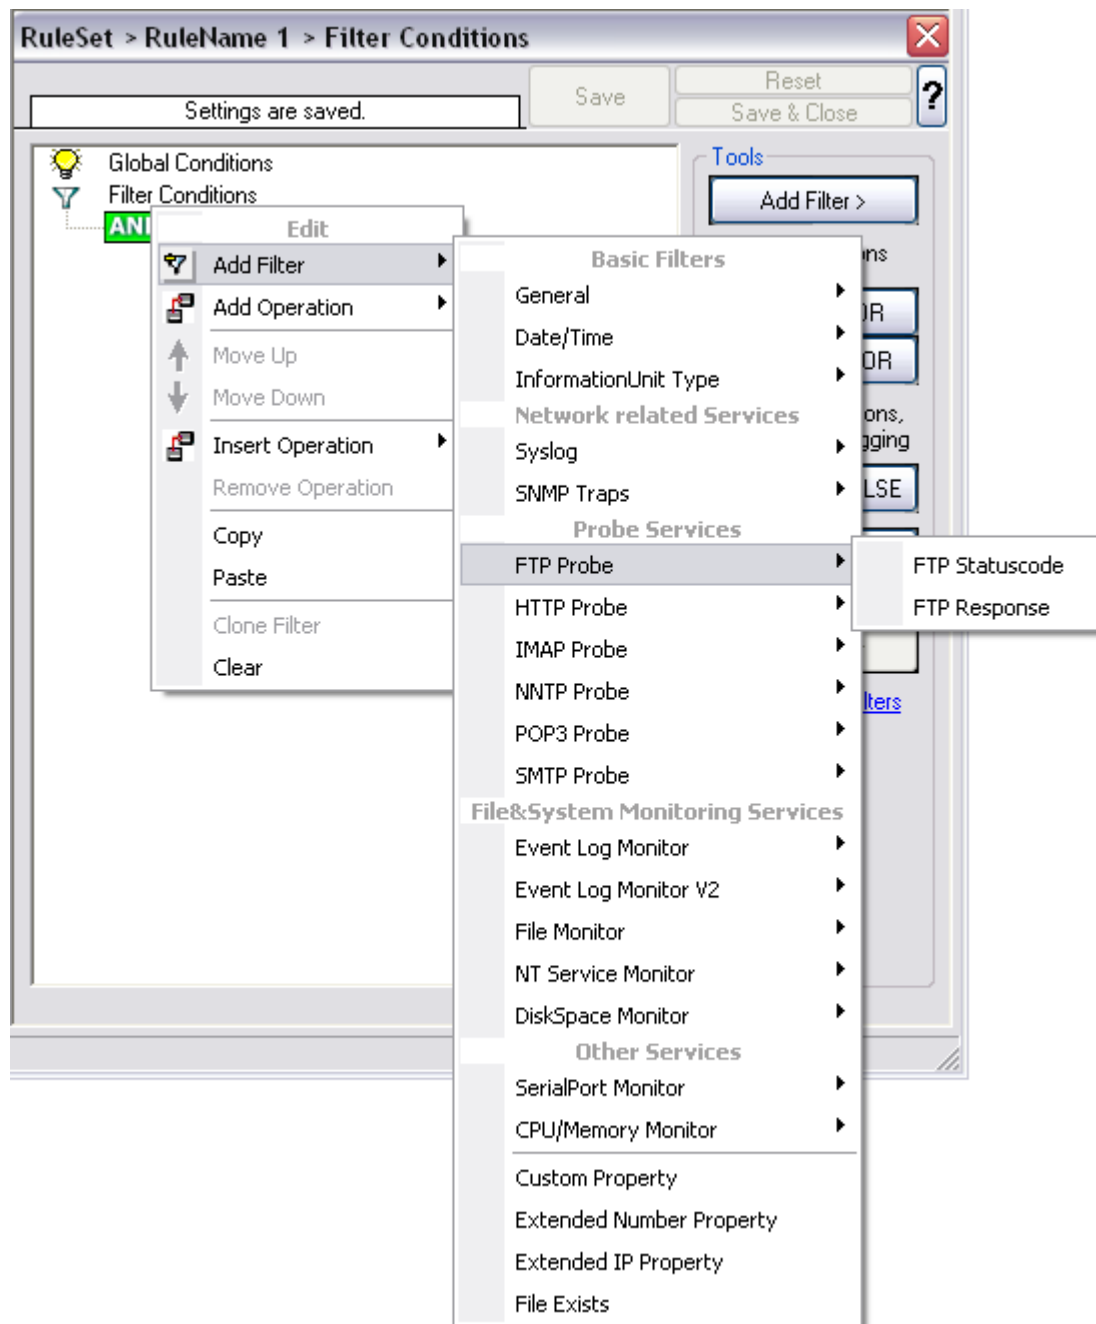 RuleSet > RuleName 1 > Filter Conditions
Settings are saved.
Save
Reset
Save & Close
?
Global Conditions
Filter Conditions
Tools
Add Filter >
Edit
Add Filter
Add Operation
Move Up
Move Down
Insert Operation
Remove Operation
Copy
Paste
Clone Filter
Clear
Basic Filters
General
Date/Time
InformationUnit Type
Network related Services
Syslog
SNMP Traps
Probe Services
FTP Probe
HTTP Probe
IMAP Probe
NNTP Probe
POP3 Probe
SMTP Probe
File&System Monitoring Services
Event Log Monitor
Event Log Monitor V2
File Monitor
NT Service Monitor
DiskSpace Monitor
Other Services
SerialPort Monitor
CPU/Memory Monitor
Custom Property
Extended Number Property
Extended IP Property
File Exists
FTP Statuscode
FTP Response